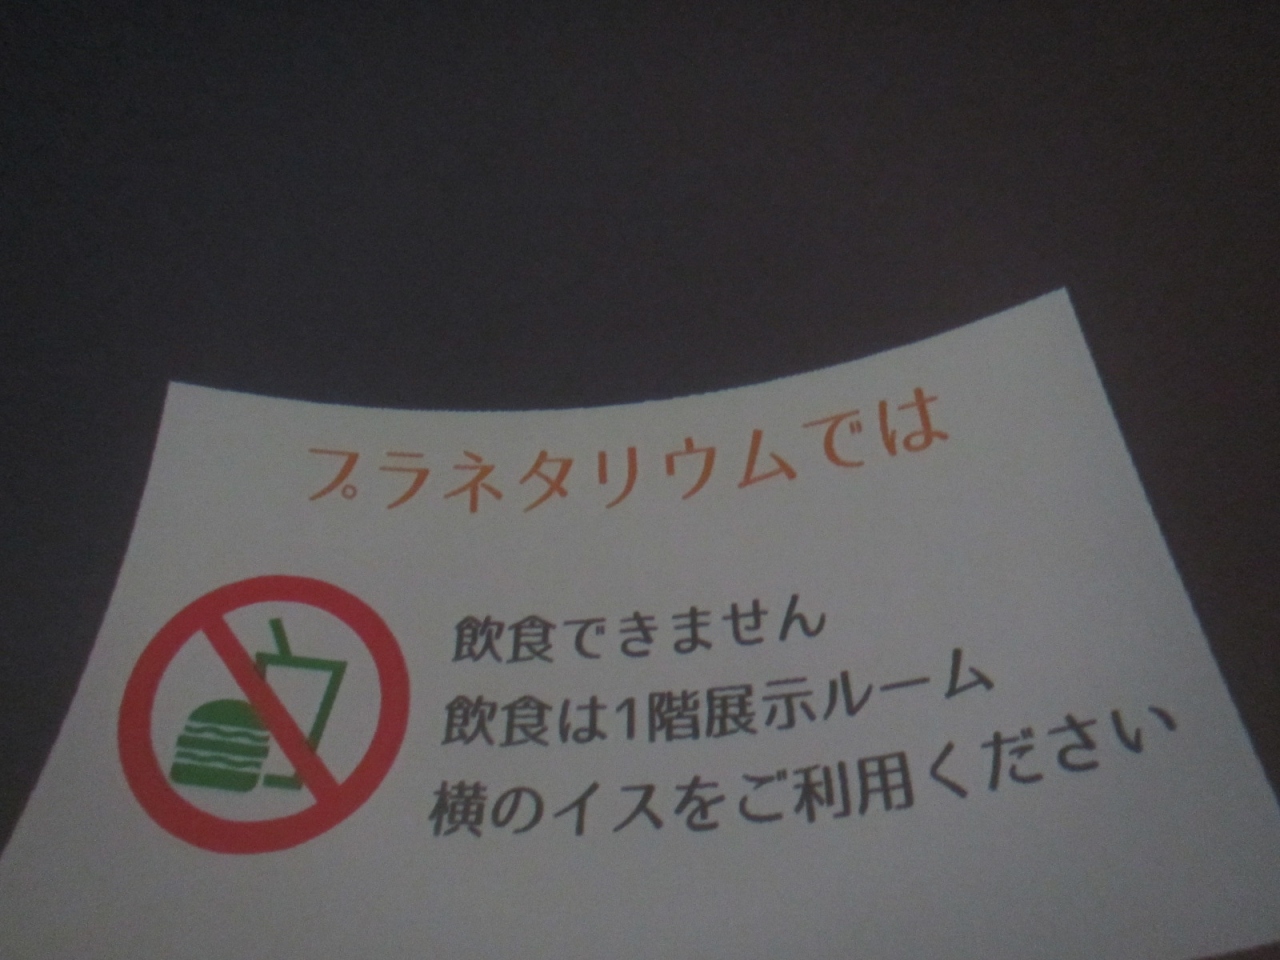 プラネタリウムでは
飲食できません
飲食は1階展示ルーム
横のイスをご利用ください